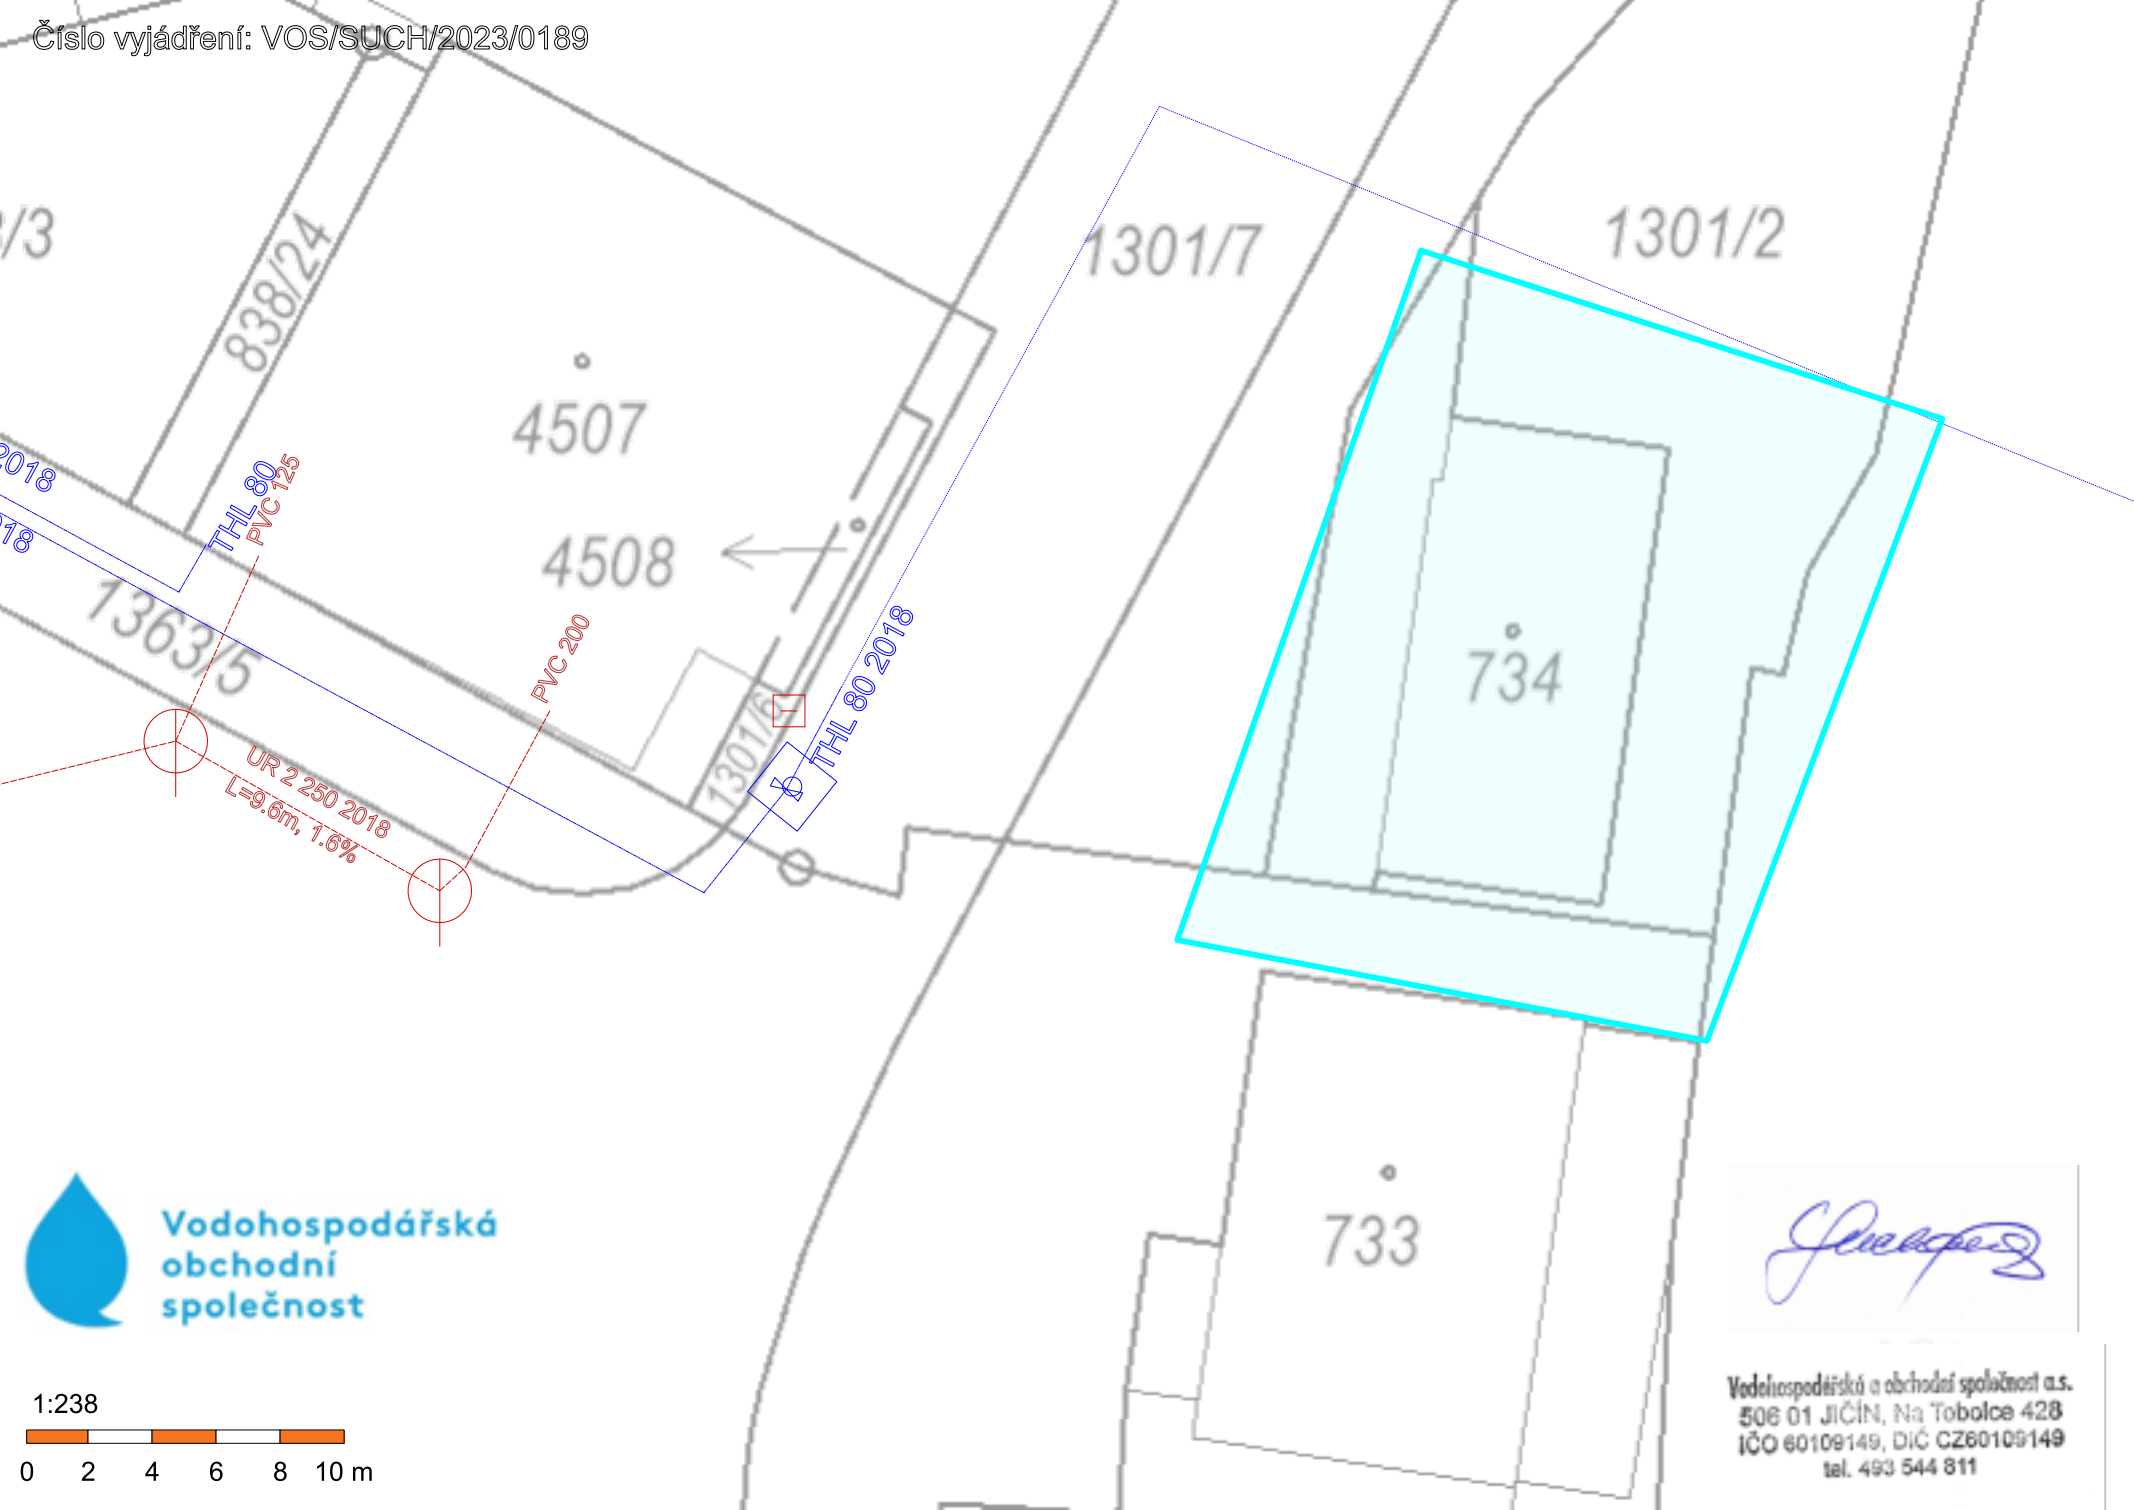 Číslo vyjádření: VOS/SUCH/2023/0189
/3
838/24
1301/7
1301/2
4507
2018
THL 80
PVC 125
18
4508
1363/5
PVC 200
THL 80 2018
1301/6
734
UR 2 250 2018
L=9.6m, 1.6%
733
Vodohospodářská
obchodní
společnost
1:238
0 2 4 6 8 10 m
Vodohospodářská a obchodní společnost a.s.
506 01 JIČÍN, Na Tobolce 428
IČO 60109149, DIČ CZ60109149
tel. 493 544 811